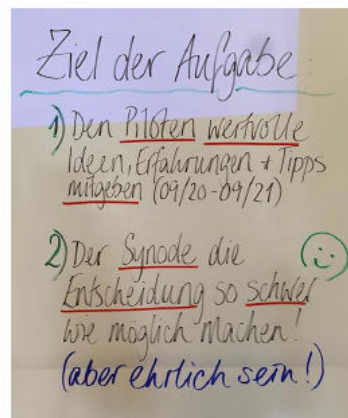 Ziel der Aufgabe:
1) Den Piloten wertvolle
Ideen, Erfahrungen + Tipps
mitgeben (09/20-09/21)
2) Der Synode die
Entscheidung so schwer
wie möglich machen!
(aber ehrlich sein!)